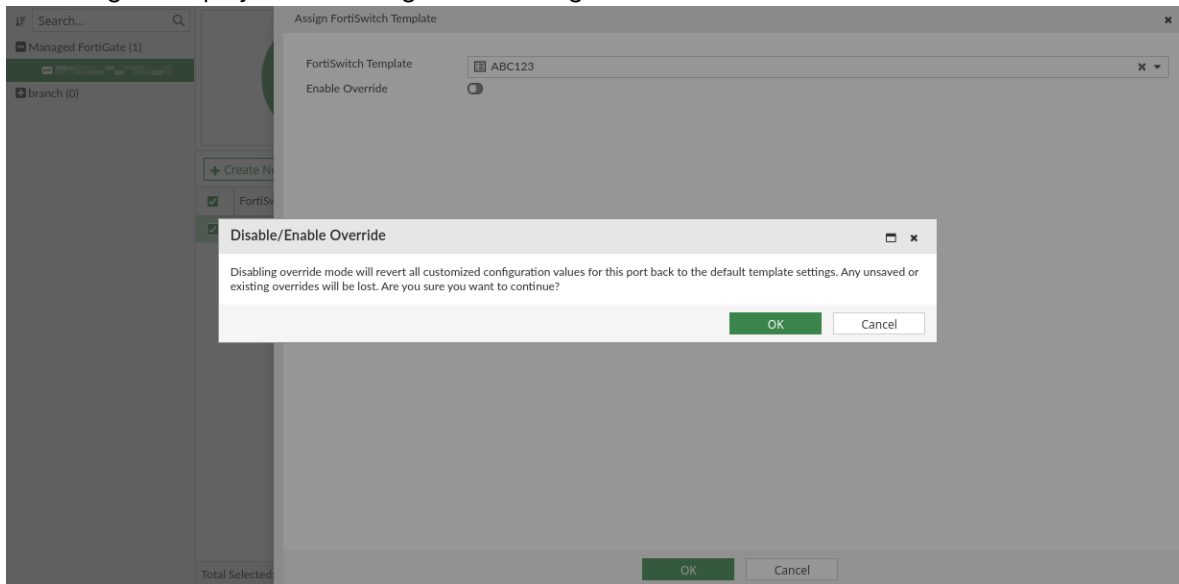 Search...
Managed FortiGate (1)
branch (0)
Create
Total Selected:
Assign FortiSwitch Template
FortiSwitch Template
ABC123
Enable Override
Disable/Enable Override
Disabling override mode will revert all customized configuration values for this port back to the default template settings. Any unsaved or
existing overrides will be lost. Are you sure you want to continue?
OK
Cancel
OK
Cancel